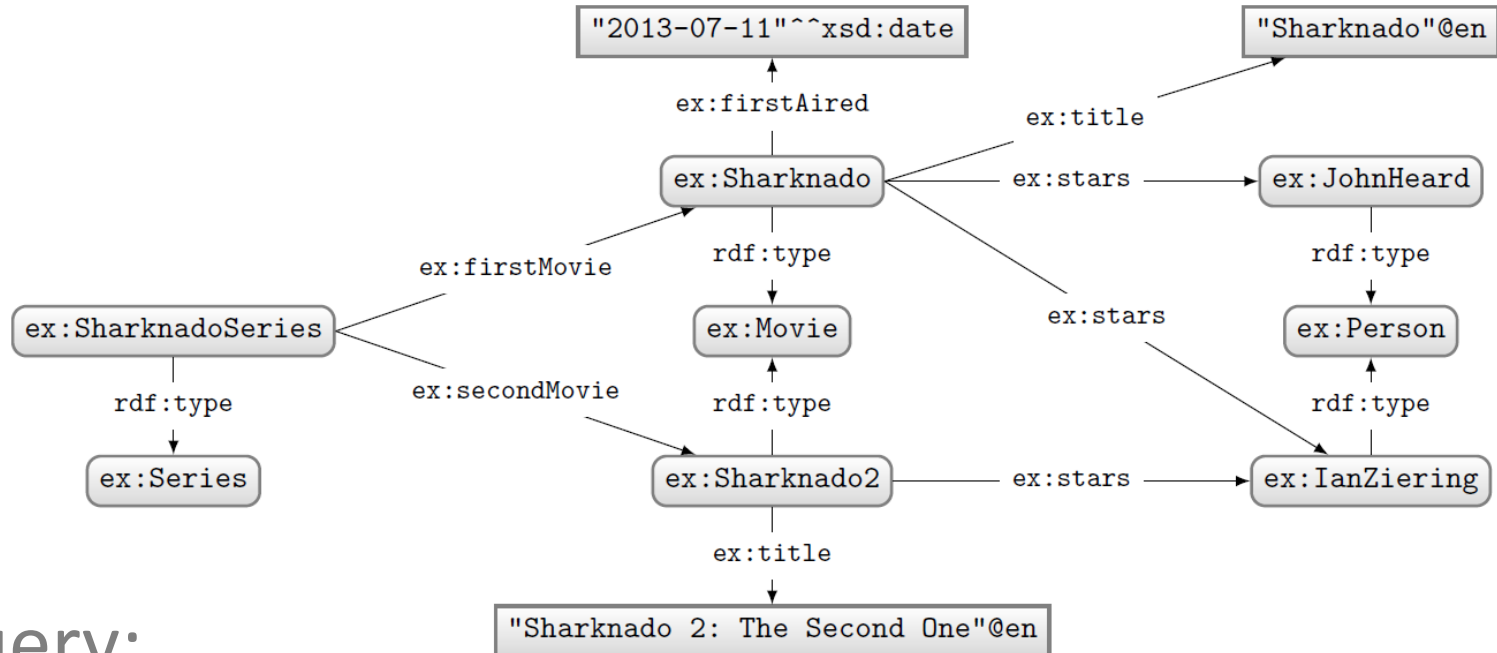 "2013-07-11"^^xsd:date
"Sharknado"@en
ex:firstAired
ex:title
ex:Sharknado
ex:stars
ex:JohnHeard
rdf:type
rdf:type
ex:firstMovie
ex:SharknadoSeries
ex:Movie
ex:stars
ex:Person
ex:secondMovie
rdf:type
rdf:type
rdf:type
ex:Series
ex:Sharknado2
ex:stars
ex:IanZiering
ex:title
"Sharknado 2: The Second One"@en